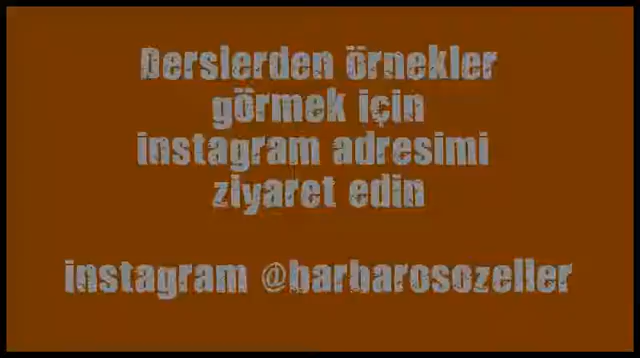 Derslerden örnekler
görmek için
instagram adresimi
ziyaret edin
instagram @barbarosozeller